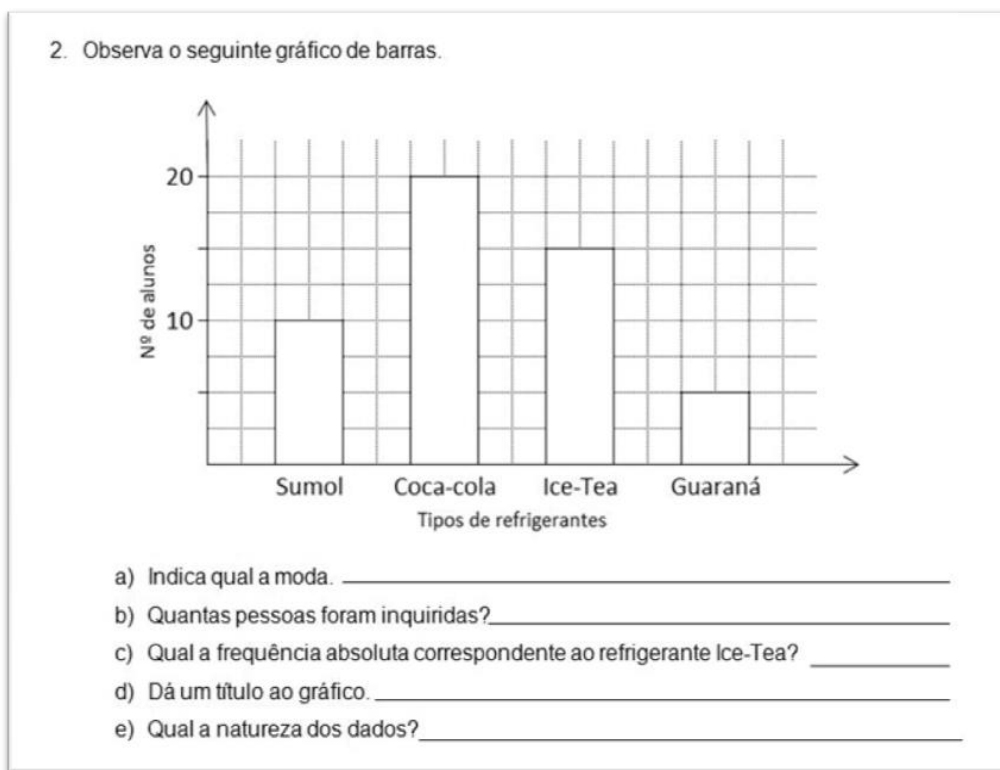 2. Observa o seguinte gráfico de barras.
20
Nº de alunos
10
Sumol Coca-cola Ice-Tea Guaraná
Tipos de refrigerantes
a) Indica qual a moda.
b) Quantas pessoas foram inquiridas?
c) Qual a frequência absoluta correspondente ao refrigerante Ice-Tea?
d) Dá um título ao gráfico.
e) Qual a natureza dos dados?